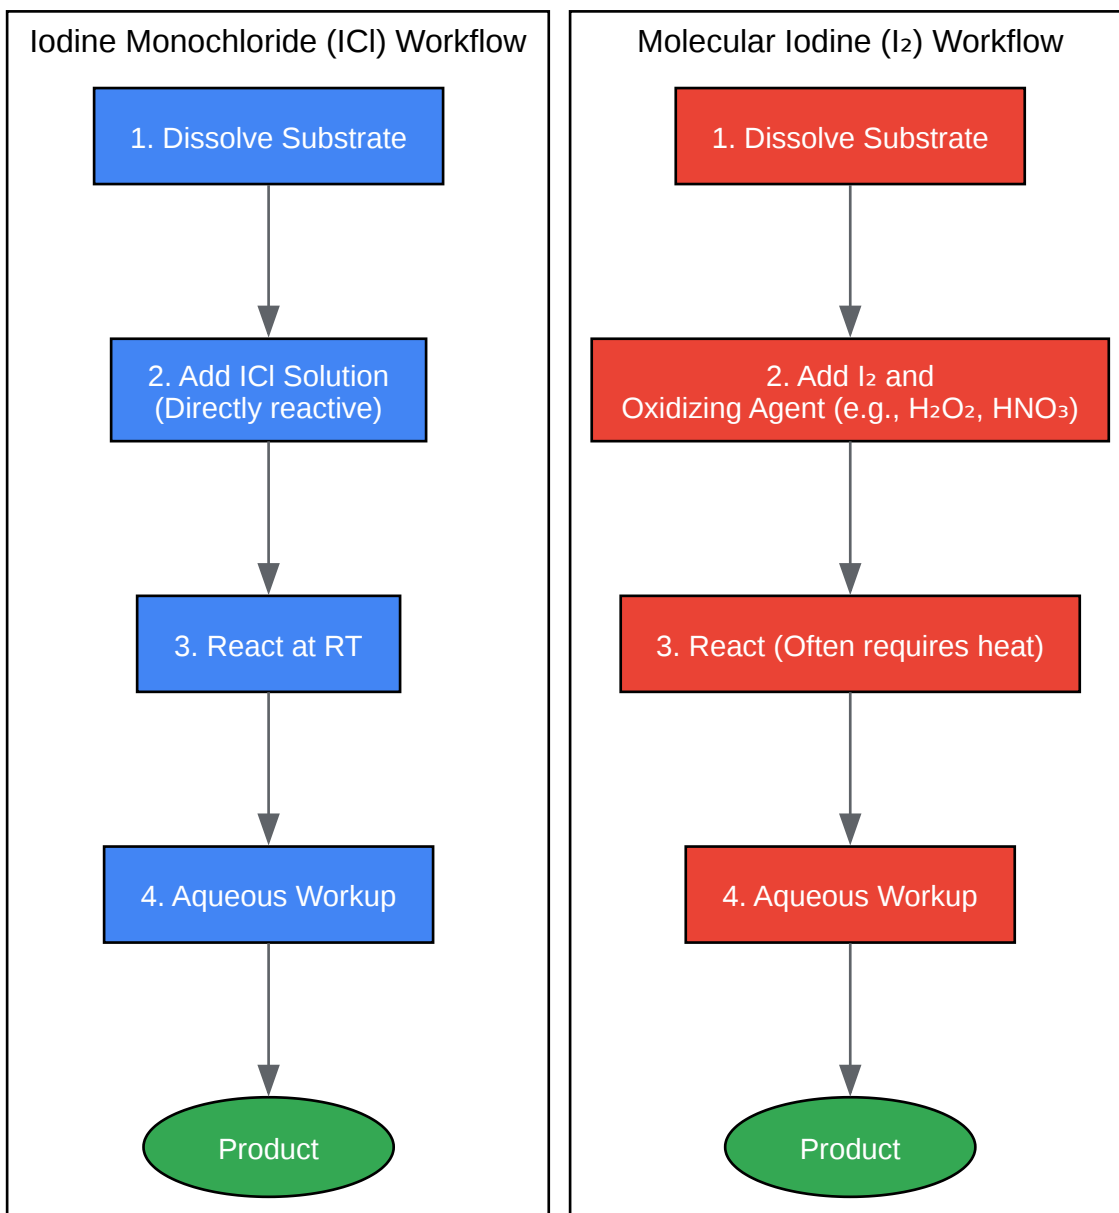 Iodine Monochloride (ICl) Workflow
1. Dissolve Substrate
2. Add ICl Solution
(Directly reactive)
3. React at RT
4. Aqueous Workup
Product
Molecular Iodine (I₂) Workflow
1. Dissolve Substrate
2. Add I₂ and
Oxidizing Agent (e.g., H₂O₂, HNO₃)
3. React (Often requires heat)
4. Aqueous Workup
Product